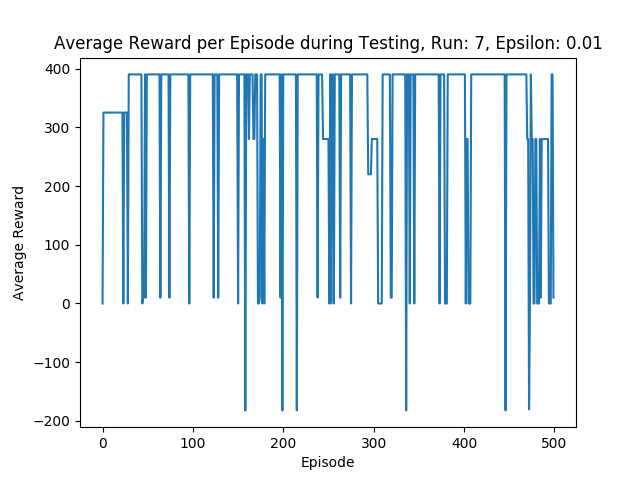 Average Reward per Episode during Testing, Run: 7, Epsilon: 0.01
400
300
200
100
0
−100
−200
Average Reward
0 100 200 300 400 500
Episode